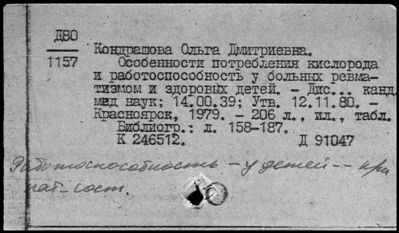 Д80
1157
Кондрашова Ольга Дмитриевна.
Особенности потребления кислорода
и работоспособность у больных ревма-
тизмом и здоровых детей. - Дис... канд.
мед наук; 14.00.39; Утв. 12.11.80. -
Красноярск, 1979. - 206 л., ил., табл.
Библиогр.: л. 158-187.
К 246512. Д 91047
Работоспособность - у детей -- при
пат-сост.